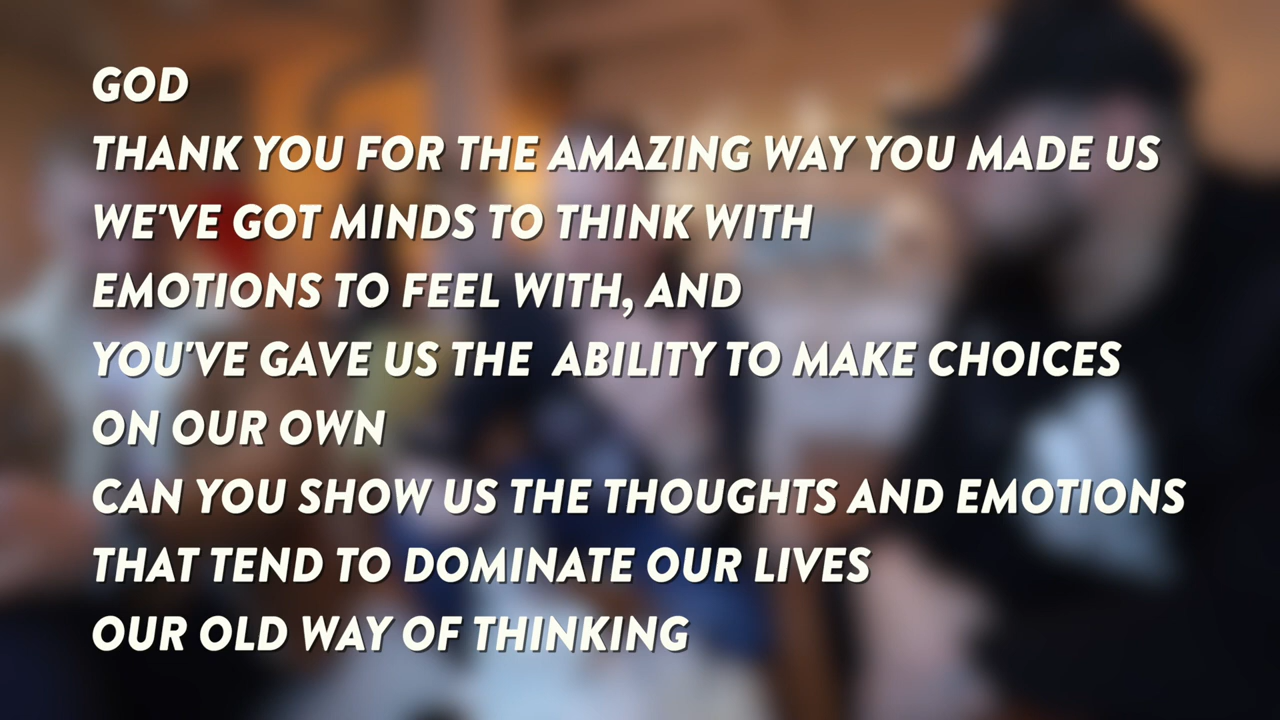 GOD
THANK YOU FOR THE AMAZING WAY YOU MADE US
WE'VE GOT MINDS TO THINK WITH
EMOTIONS TO FEEL WITH, AND
YOU'VE GAVE US THE  ABILITY TO MAKE CHOICES
ON OUR OWN
CAN YOU SHOW US THE THOUGHTS AND EMOTIONS
THAT TEND TO DOMINATE OUR LIVES
OUR OLD WAY OF THINKING